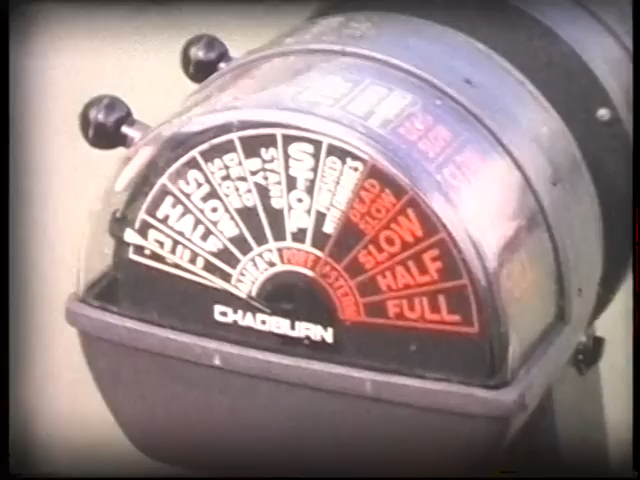 FULL
HALF
SLOW
DEAD
SLOW
STAND
BY
STOP
FINISHED
WITH ENGINES
DEAD
SLOW
SLOW
HALF
FULL
AHEAD PORT ASTERN
CHADBURN